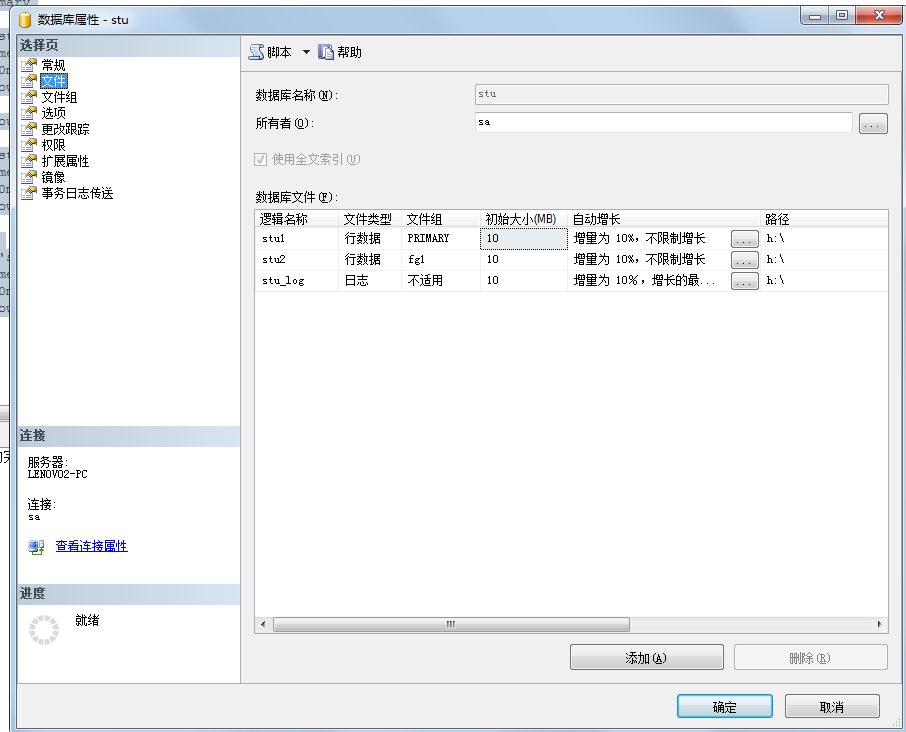 数据库属性 - stu
选择页
常规
文件
文件组
选项
更改跟踪
权限
扩展属性
镜像
事务日志传送
连接
服务器:
LENOVO2-PC
连接:
sa
查看连接属性
进度
就绪
脚本 帮助
数据库名称(N): stu
所有者(O): sa ...
使用全文索引(U)
数据库文件(F):
逻辑名称 文件类型 文件组 初始大小(MB) 自动增长 路径
stu1 行数据 PRIMARY 10 增量为 10%，不限制增长 ... h:\
stu2 行数据 fg1 10 增量为 10%，不限制增长 ... h:\
stu_log 日志 不适用 10 增量为 10%，增长的最... ... h:\
添加(A) 删除(R)
确定 取消